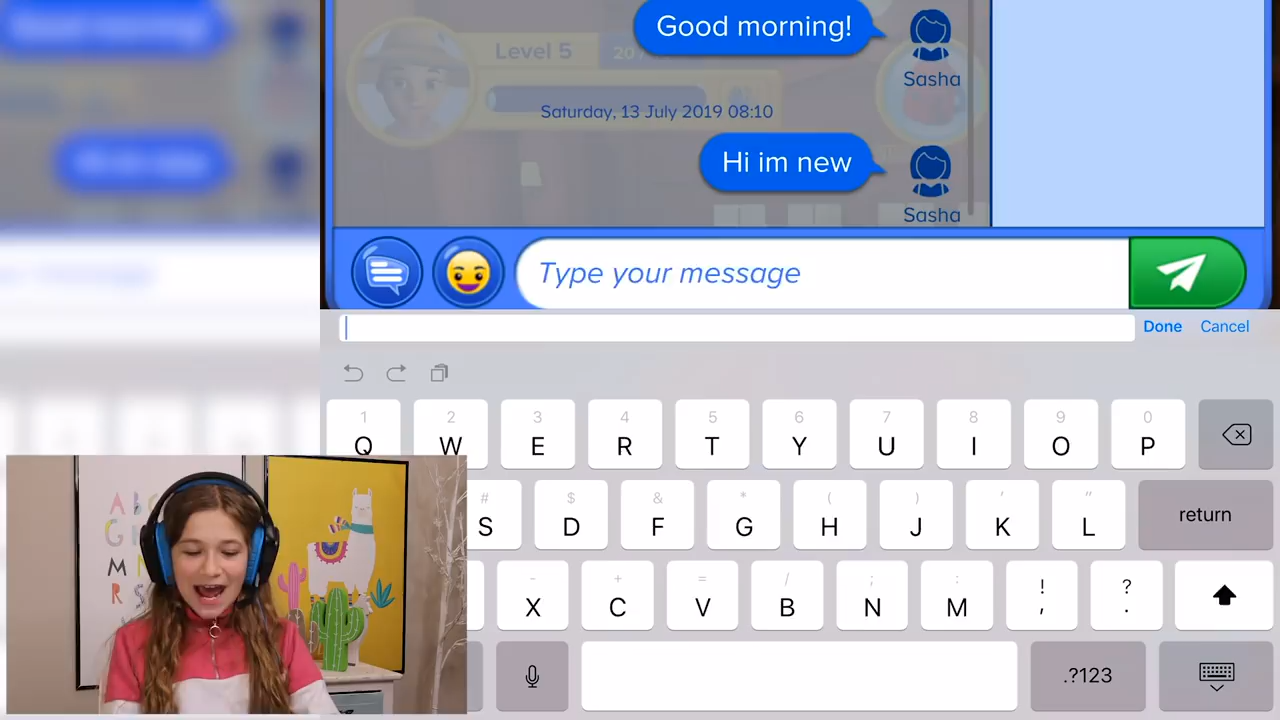 Good morning!
Level 5
Sasha
Saturday, 13 July 2019 08:10
Hi im new
Sasha
Type your message
Done Cancel
1 2 3 4 5 6 7 8 9 0
Q W E R T Y U I O P
# $ & * ( ) ' "
S D F G H J K L return
- + = / ; : ! ?
X C V B N M , .
.?123
A b C
G
M
R S